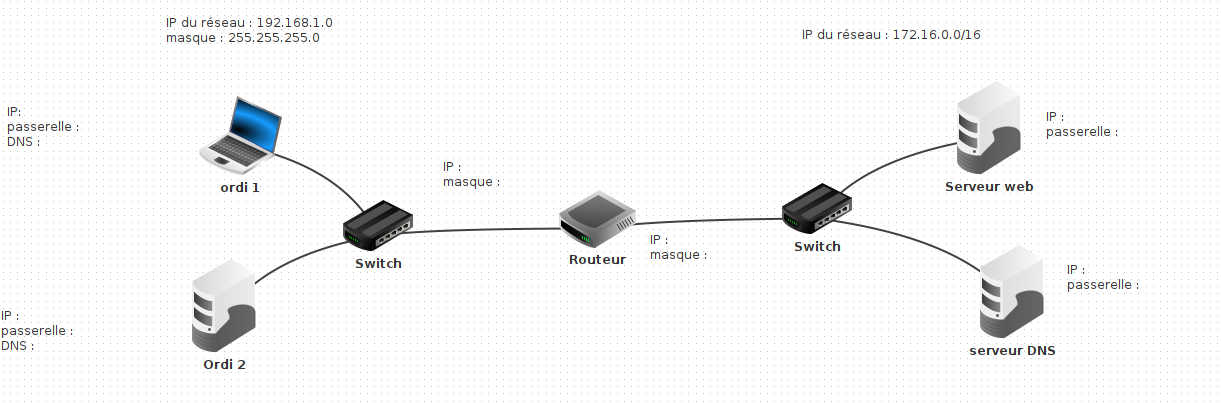 IP du réseau : 192.168.1.0
masque : 255.255.255.0
IP du réseau : 172.16.0.0/16
IP:
passerelle :
DNS :
ordi 1
IP :
masque :
Switch
Routeur
IP :
masque :
Switch
IP :
passerelle :
Serveur web
IP :
passerelle :
DNS :
Ordi 2
IP :
passerelle :
serveur DNS